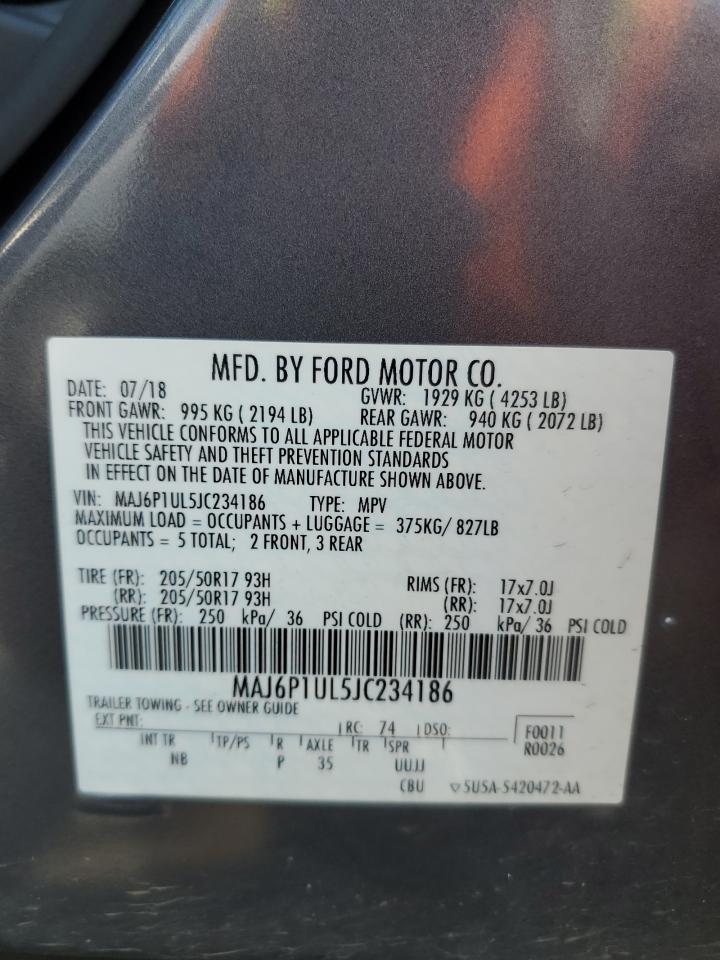 MFD. BY FORD MOTOR CO.
DATE: 07/18 GVWR: 1929 KG ( 4253 LB)
FRONT GAWR: 995 KG ( 2194 LB) REAR GAWR: 940 KG ( 2072 LB)
THIS VEHICLE CONFORMS TO ALL APPLICABLE FEDERAL MOTOR
VEHICLE SAFETY AND THEFT PREVENTION STANDARDS
IN EFFECT ON THE DATE OF MANUFACTURE SHOWN ABOVE.
VIN: MAJ6P1UL5JC234186 TYPE: MPV
MAXIMUM LOAD = OCCUPANTS + LUGGAGE = 375KG/ 827LB
OCCUPANTS = 5 TOTAL; 2 FRONT, 3 REAR
TIRE (FR): 205/50R17 93H RIMS (FR): 17x7.0J
(RR): 205/50R17 93H (RR): 17x7.0J
PRESSURE (FR): 250 kPa/ 36 PSI COLD (RR): 250 kPa/ 36 PSI COLD
MAJ6P1UL5JC234186
TRAILER TOWING - SEE OWNER GUIDE
EXT PNT: RC: 74 DSO: F0011
INT TR TP/PS R AXLE TR SPR R0026
NB P 35 UUJJ
CBU 5U5A-5420472-AA